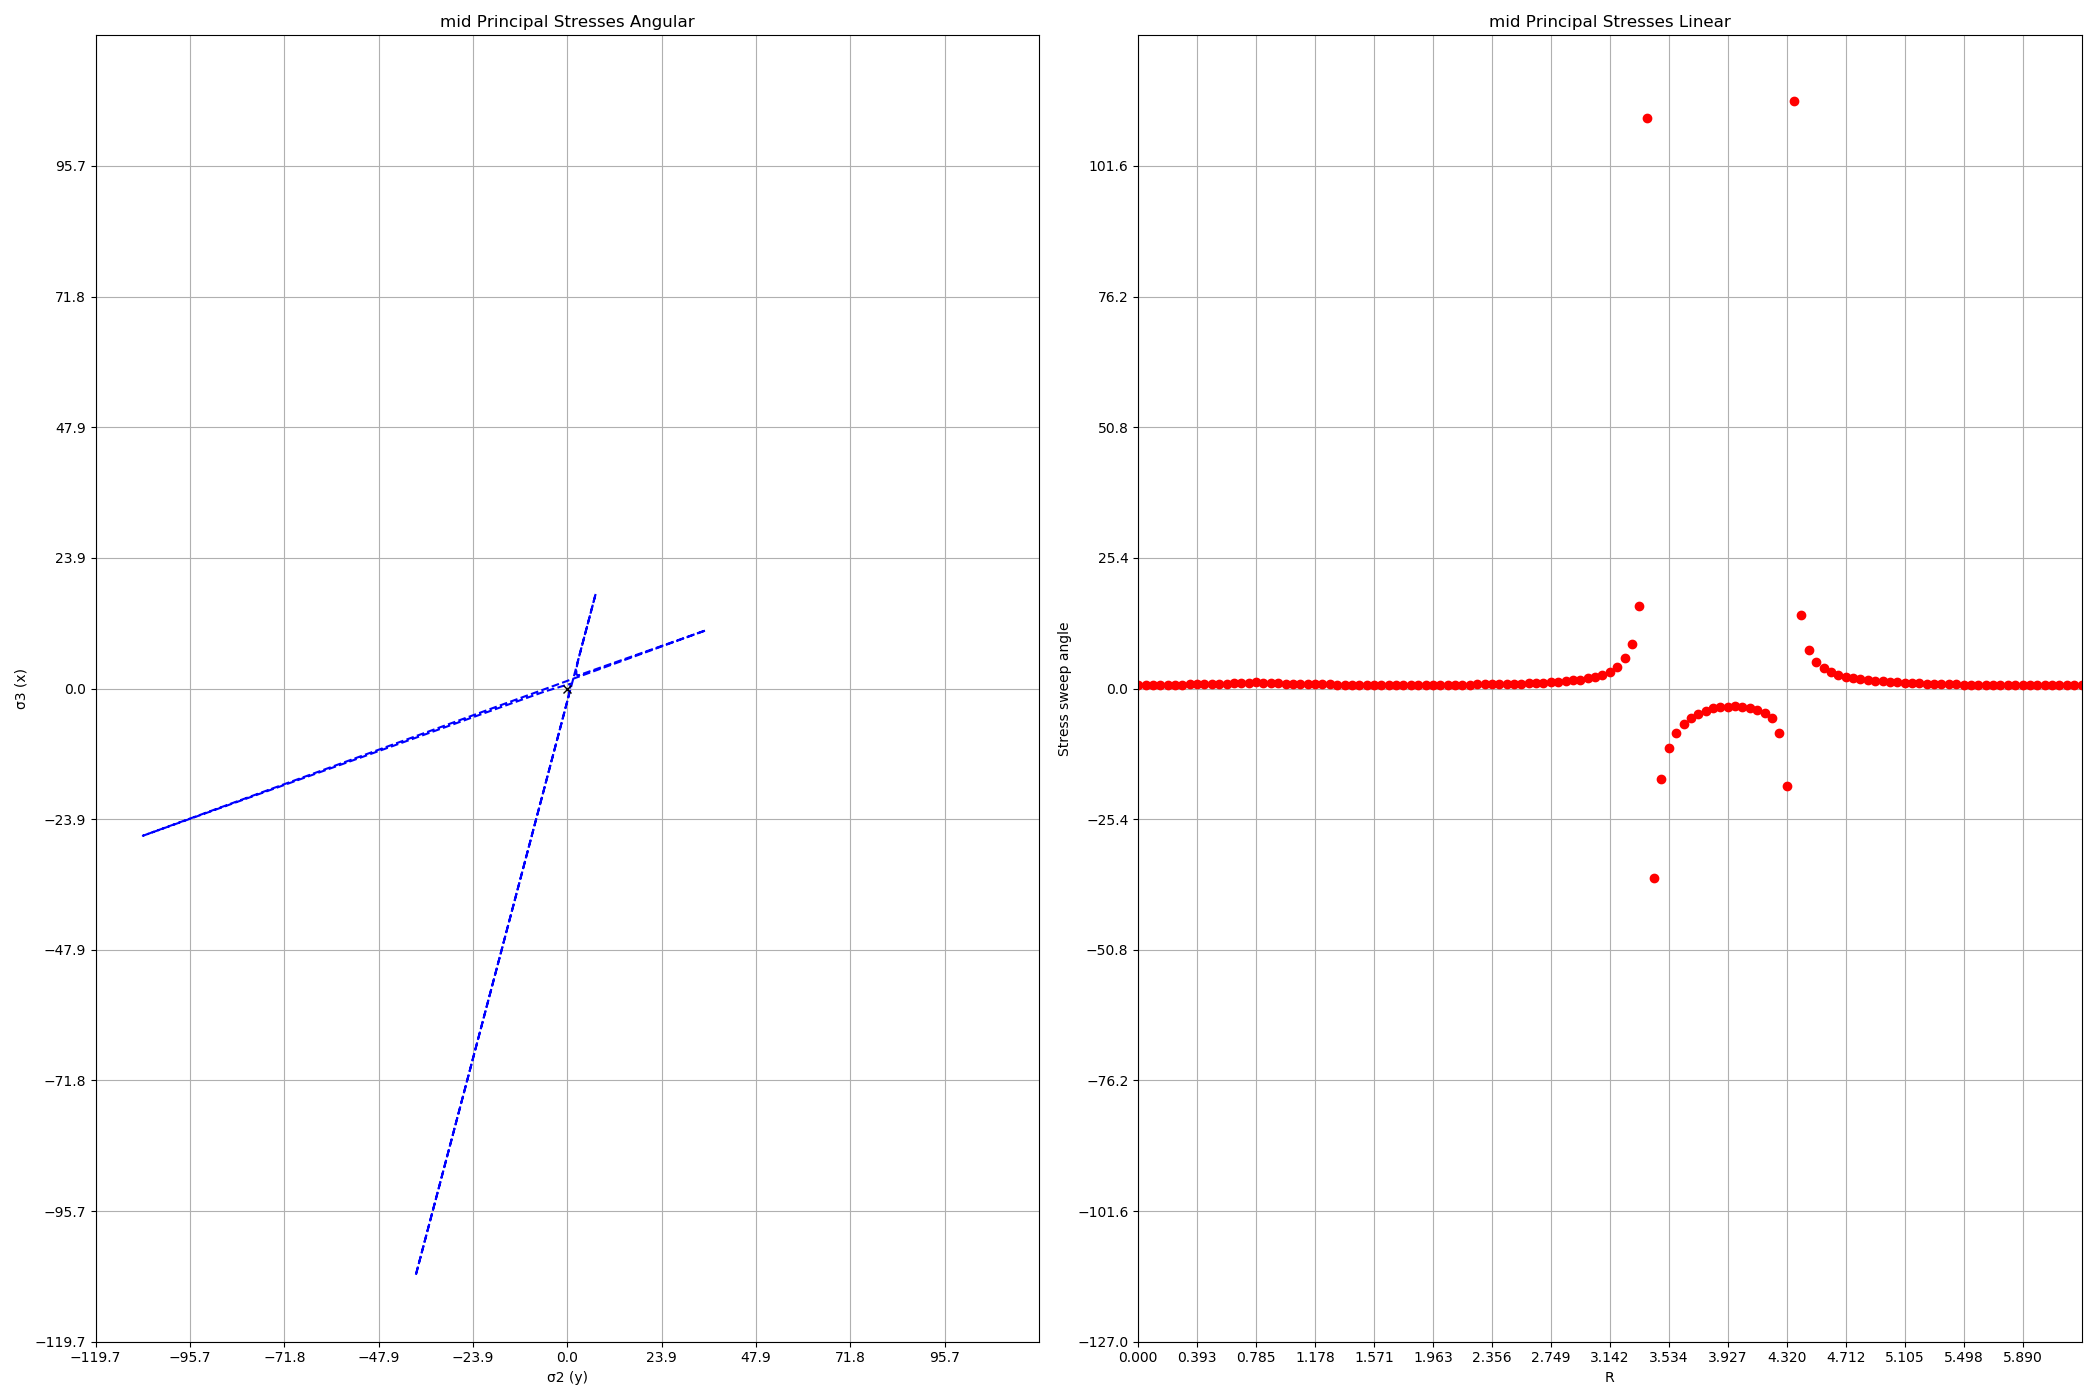 mid Principal Stresses Angular
95.7
71.8
47.9
23.9
0.0
−23.9
−47.9
−71.8
−95.7
−119.7
σ3 (x)
−119.7 −95.7 −71.8 −47.9 −23.9 0.0 23.9 47.9 71.8 95.7
σ2 (y)
mid Principal Stresses Linear
101.6
76.2
50.8
25.4
0.0
−25.4
−50.8
−76.2
−101.6
−127.0
Stress sweep angle
0.000 0.393 0.785 1.178 1.571 1.963 2.356 2.749 3.142 3.534 3.927 4.320 4.712 5.105 5.498 5.890
R